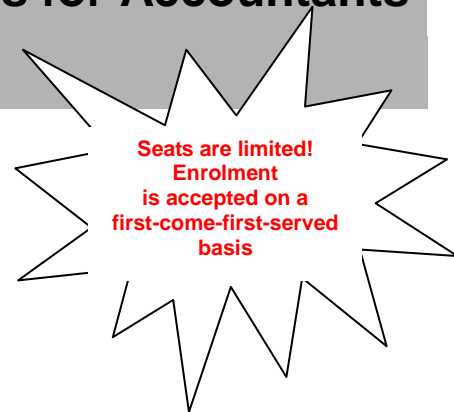 s for Accountants
Seats are limited!
Enrolment
is accepted on a
first-come-first-served
basis